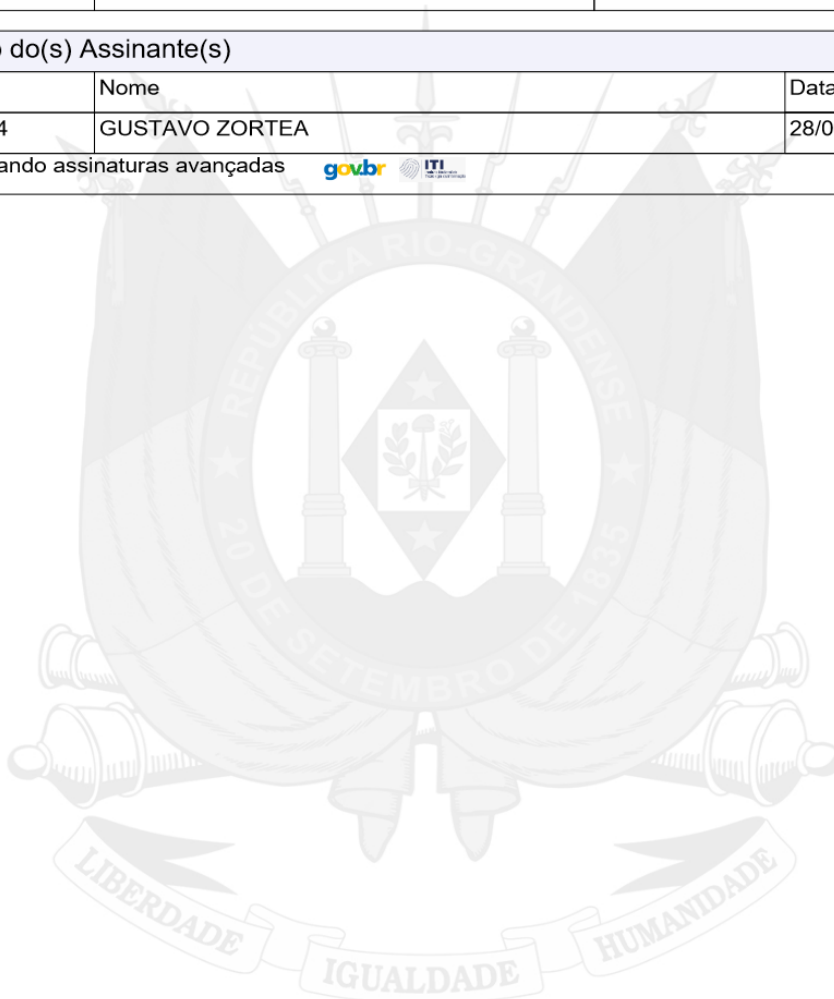 do(s) Assinante(s)
Nome
Data
4
GUSTAVO ZORTEA
28/0
ando assinaturas avançadas
gov.br
ITI
REPÚBLICA RIO-GRANDENSE
20 DE SETEMBRO DE 1835
LIBERDADE
IGUALDADE
HUMANIDADE